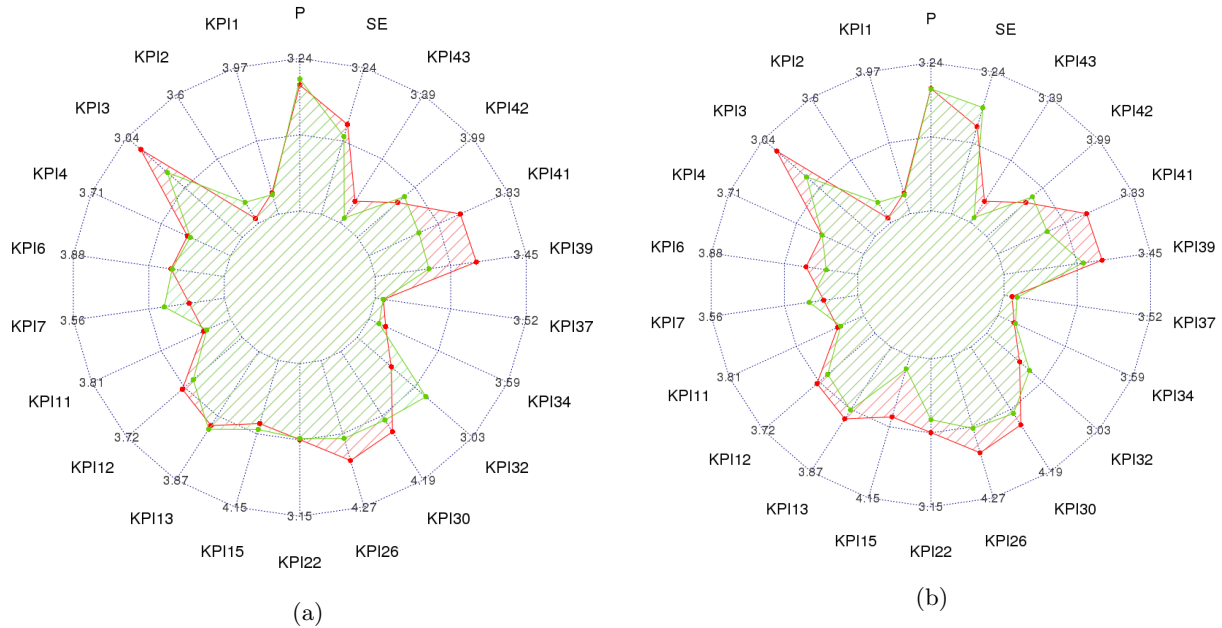 P
SE
KPI43
KPI42
KPI41
KPI39
KPI37
KPI34
KPI32
KPI30
KPI26
KPI22
KPI15
KPI13
KPI12
KPI11
KPI7
KPI6
KPI4
KPI3
KPI2
KPI1
3.24
3.24
3.39
3.99
3.33
3.45
3.52
3.59
3.03
4.19
4.27
3.15
4.15
3.87
3.72
3.81
3.56
3.88
3.71
3.04
3.6
3.97
(a)
P
SE
KPI43
KPI42
KPI41
KPI39
KPI37
KPI34
KPI32
KPI30
KPI26
KPI22
KPI15
KPI13
KPI12
KPI11
KPI7
KPI6
KPI4
KPI3
KPI2
KPI1
3.24
3.24
3.39
3.99
3.33
3.45
3.52
3.59
3.03
4.19
4.27
3.15
4.15
3.87
3.72
3.81
3.56
3.88
3.71
3.04
3.6
3.97
(b)